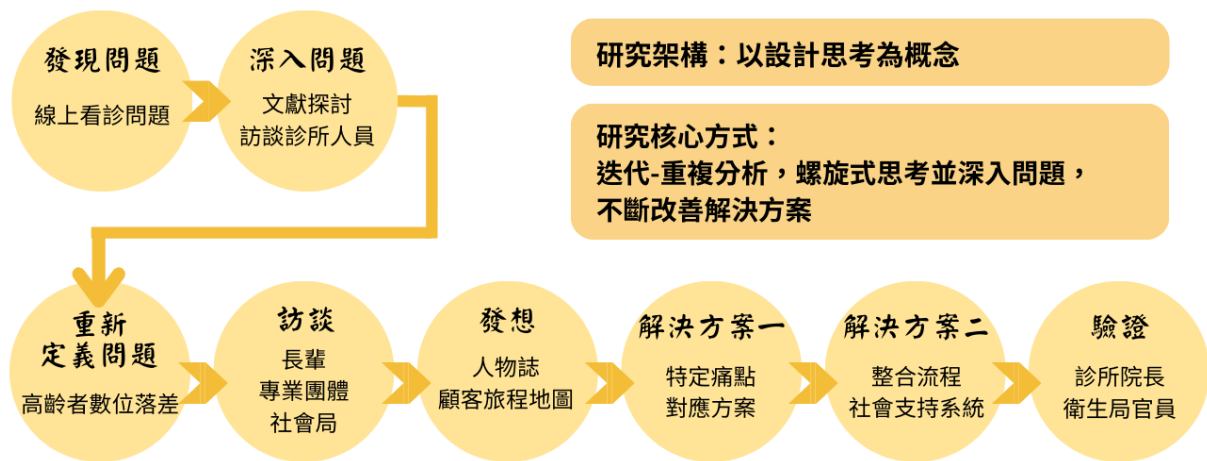 發現問題
線上看診問題
深入問題
文獻探討
訪談診所人員
研究架構：以設計思考為概念
研究核心方式：
迭代-重複分析，螺旋式思考並深入問題，
不斷改善解決方案
重新
定義問題
高齡者數位落差
訪談
長輩
專業團體
社會局
發想
人物誌
顧客旅程地圖
解決方案一
特定痛點
對應方案
解決方案二
整合流程
社會支持系統
驗證
診所院長
衛生局官員